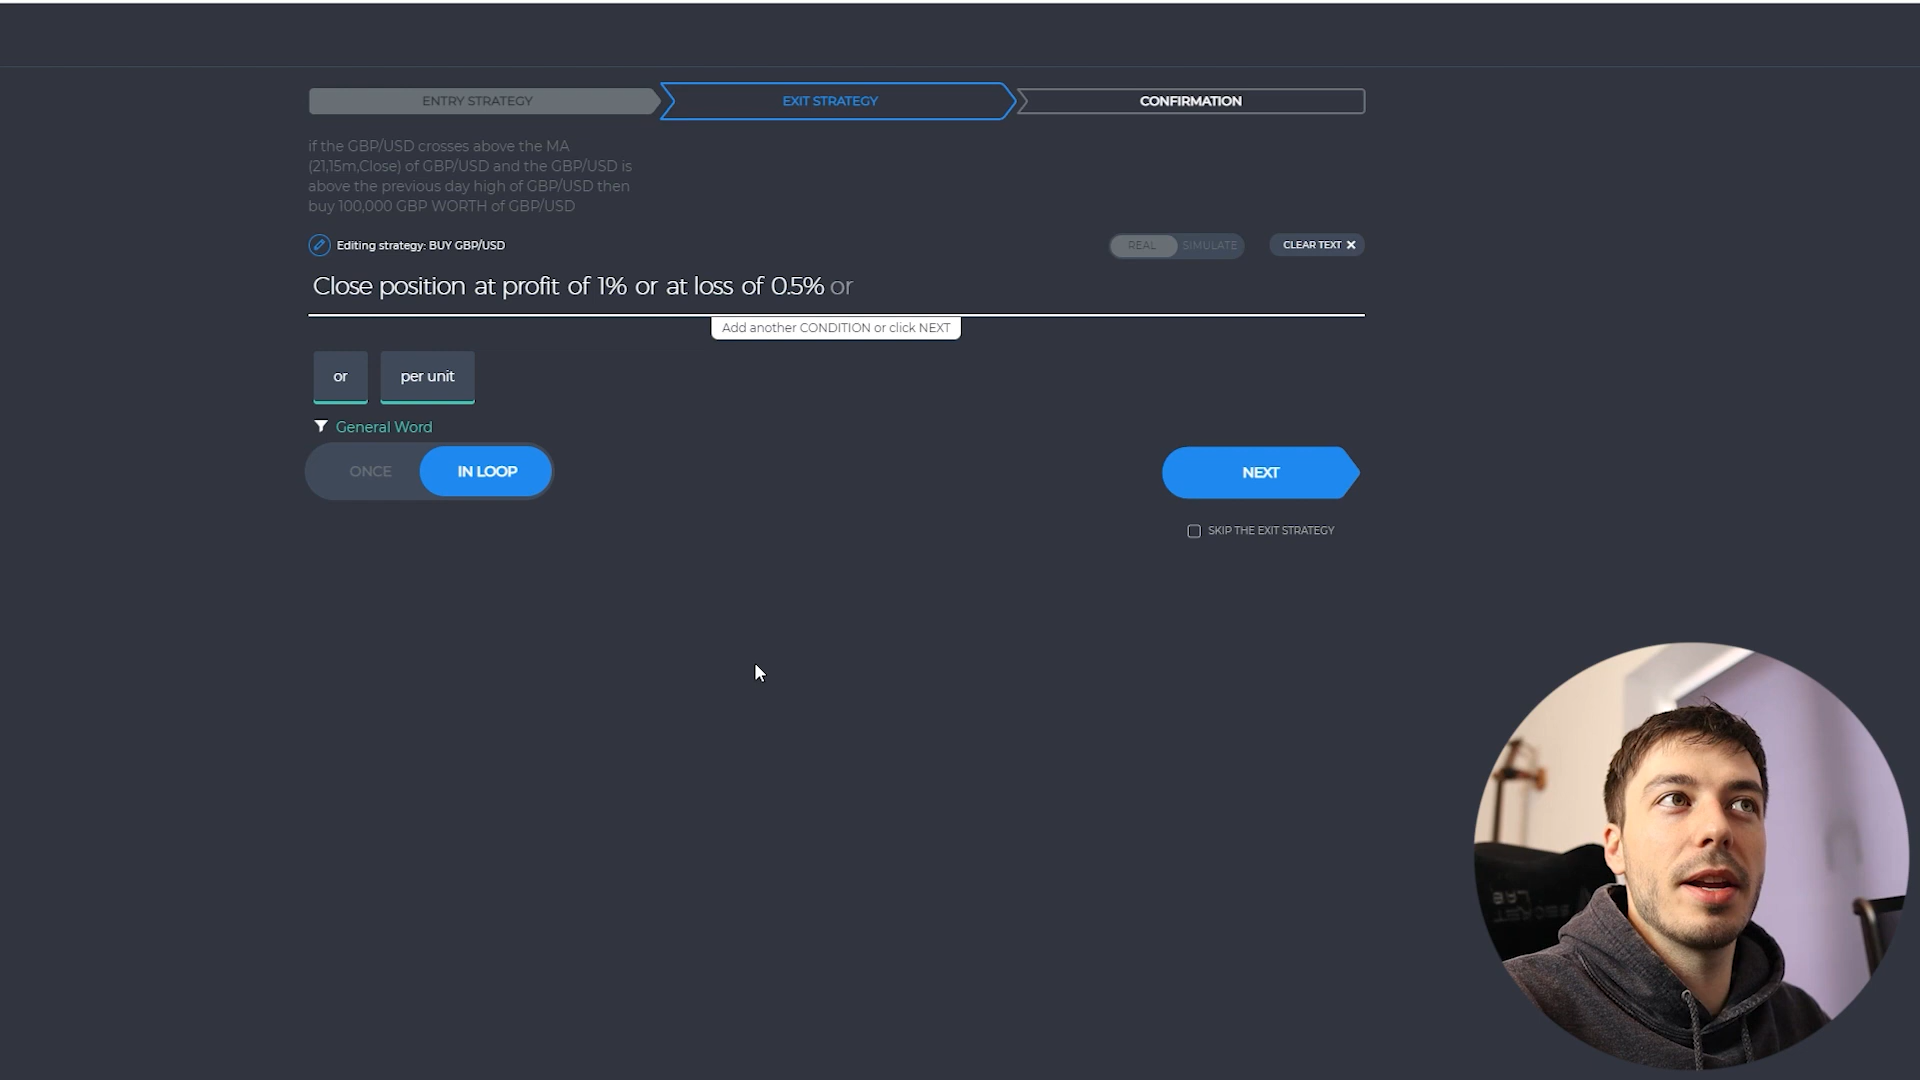 ENTRY STRATEGY
EXIT STRATEGY
CONFIRMATION
if the GBP/USD crosses above the MA
(21,15m,Close) of GBP/USD and the GBP/USD is
above the previous day high of GBP/USD then
buy 100,000 GBP WORTH of GBP/USD
Editing strategy: BUY GBP/USD
REAL
SIMULATE
CLEAR TEXT
Close position at profit of 1% or at loss of 0.5% or
Add another CONDITION or click NEXT
or
per unit
General Word
ONCE
IN LOOP
NEXT
SKIP THE EXIT STRATEGY